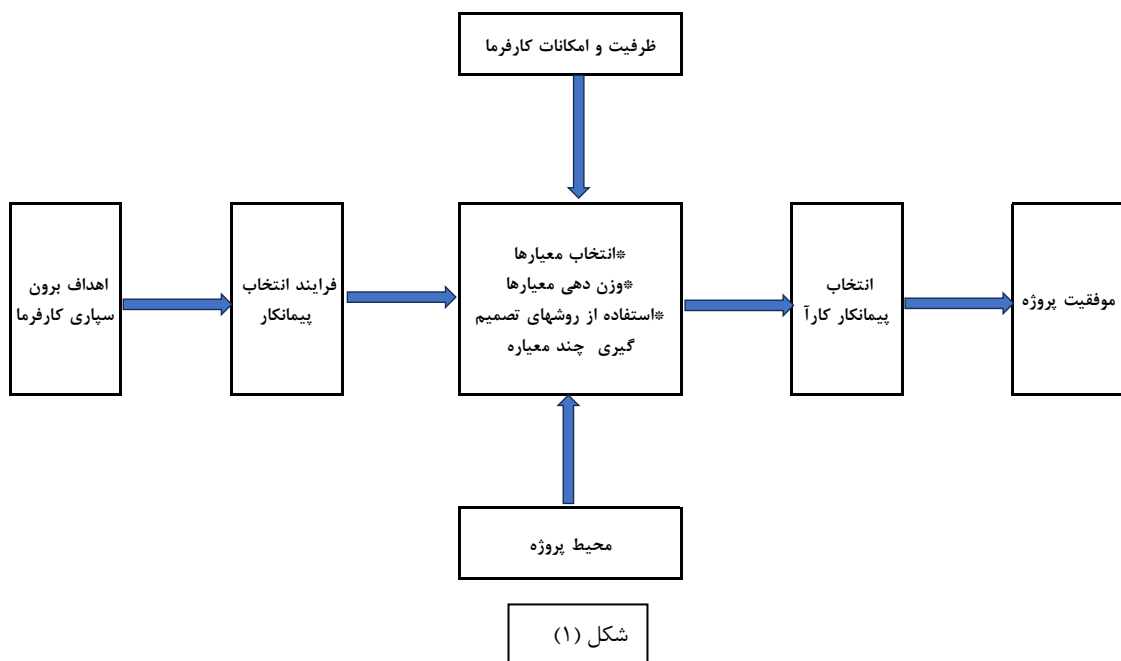 ظرفیت و امکانات کارفرما
اهداف برون
سپاری کارفرما
فرایند انتخاب
پیمانکار
*انتخاب معیارها
*وزن دهی معیارها
*استفاده از روشهای تصمیم
گیری چند معیاره
انتخاب
پیمانکار کارآ
موفقیت پروژه
محیط پروژه
شکل (۱)